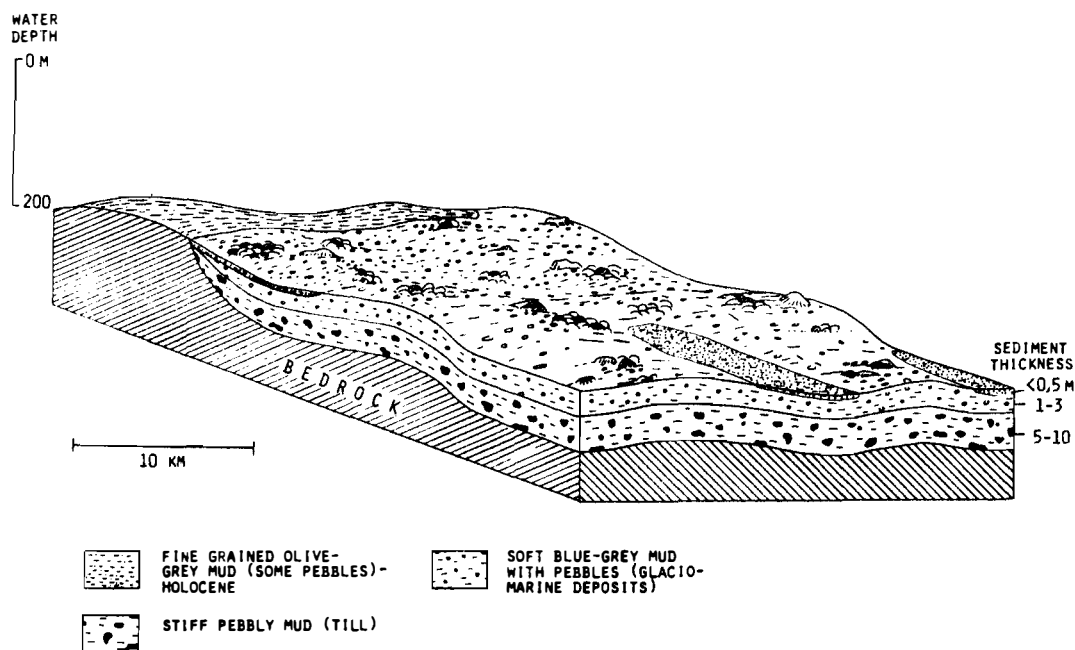 WATER
DEPTH
0 M
200
BEDROCK
10 KM
SEDIMENT
THICKNESS
<0,5 M
1-3
5-10
FINE GRAINED OLIVE-
GREY MUD (SOME PEBBLES)-
HOLOCENE
SOFT BLUE-GREY MUD
WITH PEBBLES (GLACIO-
MARINE DEPOSITS)
STIFF PEBBLY MUD (TILL)